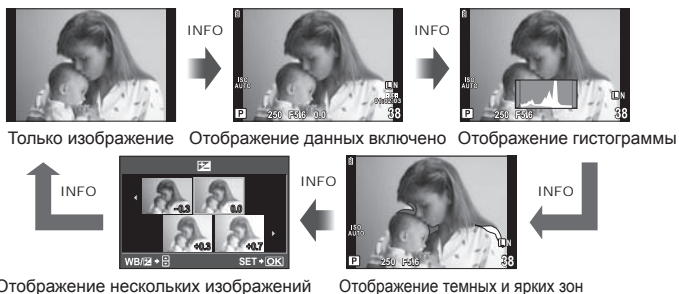 INFO
INFO
ISO
AUTO
L N
01:02:03
P 250 F5.6 0.0 38
ISO
AUTO
L N
P 250 F5.6 38
Только изображение
Отображение данных включено
Отображение гистограммы
INFO
INFO
INFO
-0.3 0.0
+0.3 +0.7
WB/
SET OK
ISO
AUTO
L N
P 250 F5.6 38
Отображение нескольких изображений
Отображение темных и ярких зон